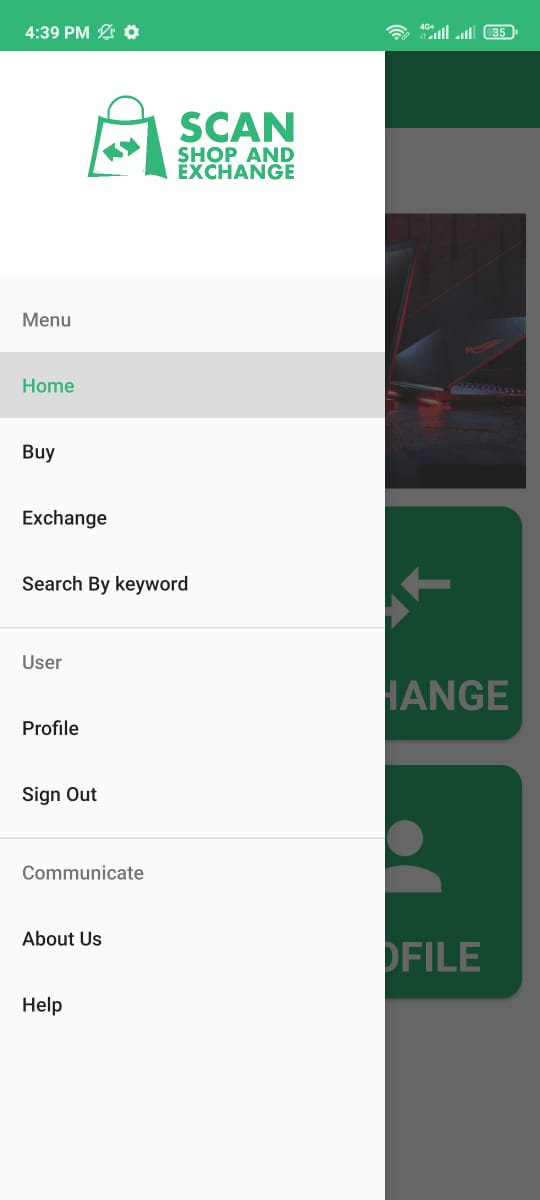 4:39 PM
4G+
35
SCAN
SHOP AND
EXCHANGE
Menu
Home
Buy
Exchange
Search By keyword
HANGE
User
Profile
Sign Out
Communicate
About Us
OFILE
Help